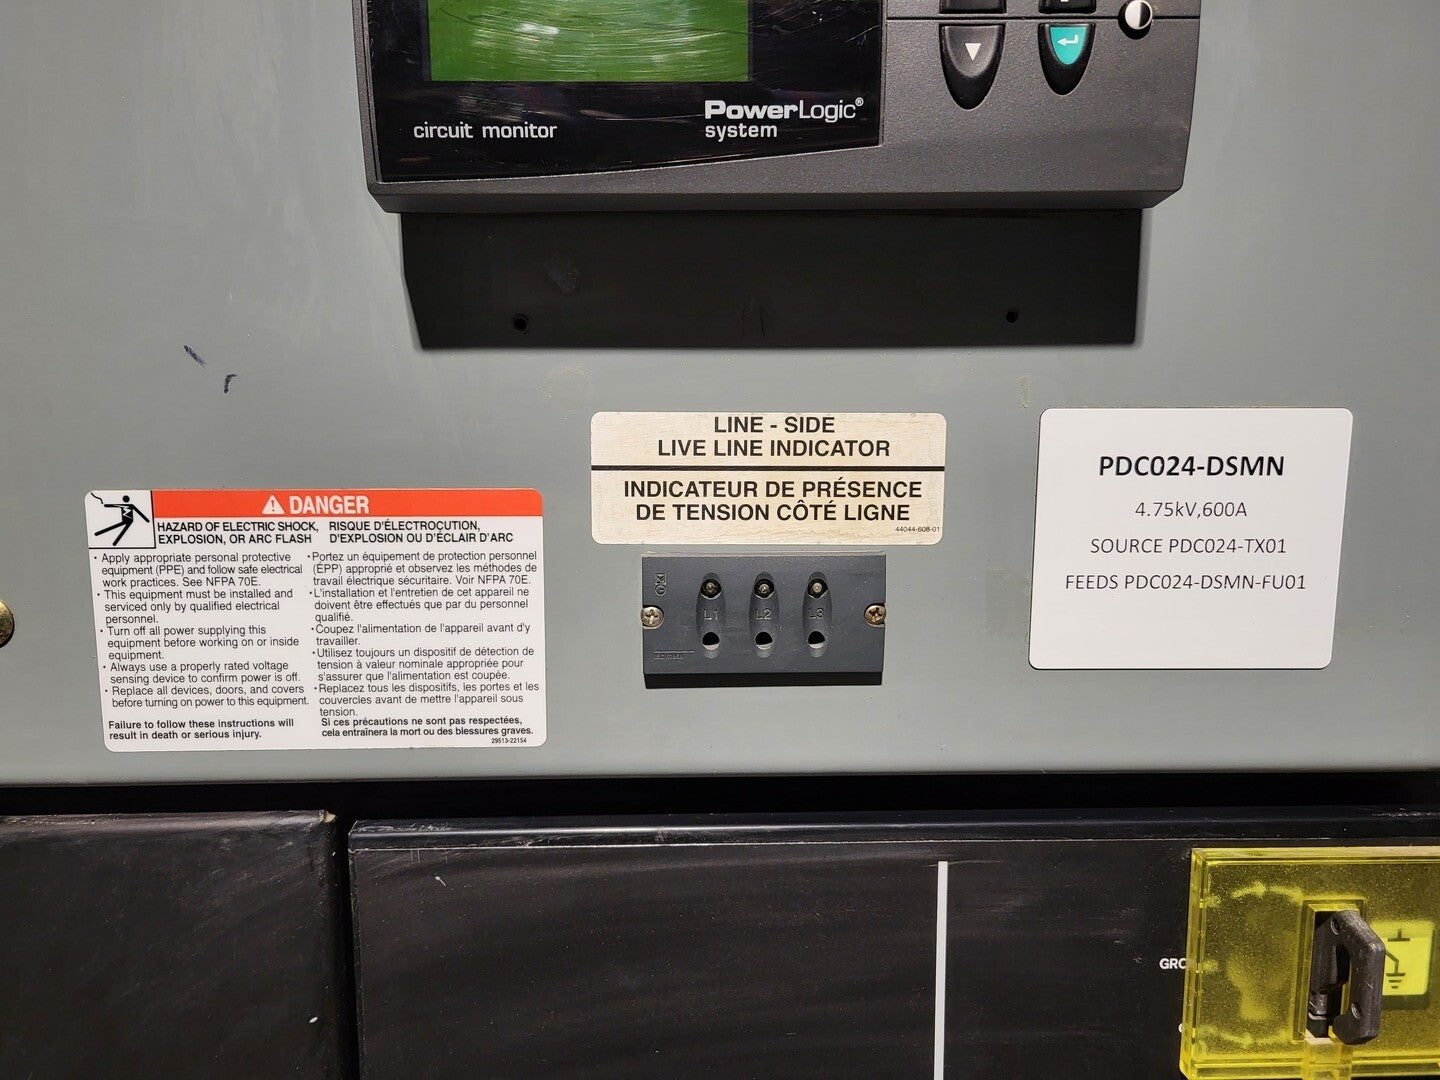 circuit monitor
PowerLogic®
system
LINE - SIDE
LIVE LINE INDICATOR
INDICATEUR DE PRÉSENCE
DE TENSION CÔTÉ LIGNE
44044-608-01
PDC024-DSMN
4.75kV,600A
SOURCE PDC024-TX01
FEEDS PDC024-DSMN-FU01
DANGER
HAZARD OF ELECTRIC SHOCK,
EXPLOSION, OR ARC FLASH
· Apply appropriate personal protective
equipment (PPE) and follow safe electrical
work practices. See NFPA 70E.
· This equipment must be installed and
serviced only by qualified electrical
personnel.
· Turn off all power supplying this
equipment before working on or inside
equipment.
· Always use a properly rated voltage
sensing device to confirm power is off.
· Replace all devices, doors, and covers
before turning on power to this equipment.
Failure to follow these instructions will
result in death or serious injury.
RISQUE D'ÉLECTROCUTION,
D'EXPLOSION OU D'ÉCLAIR D'ARC
· Portez un équipement de protection personnel
(ÉPP) approprié et observez les méthodes de
travail électrique sécuritaire. Voir NFPA 70E.
· L'installation et l'entretien de cet appareil ne
doivent être effectués que par du personnel
qualifié.
· Coupez l'alimentation de l'appareil avant d'y
travailler.
· Utilisez toujours un dispositif de détection de
tension à valeur nominale appropriée pour
s'assurer que l'alimentation est coupée.
· Replacez tous les dispositifs, les portes et les
couvercles avant de mettre l'appareil sous
tension.
Si ces précautions ne sont pas respectées,
cela entraînera la mort ou des blessures graves.
29513-22154
L1 L2 L3
GRO